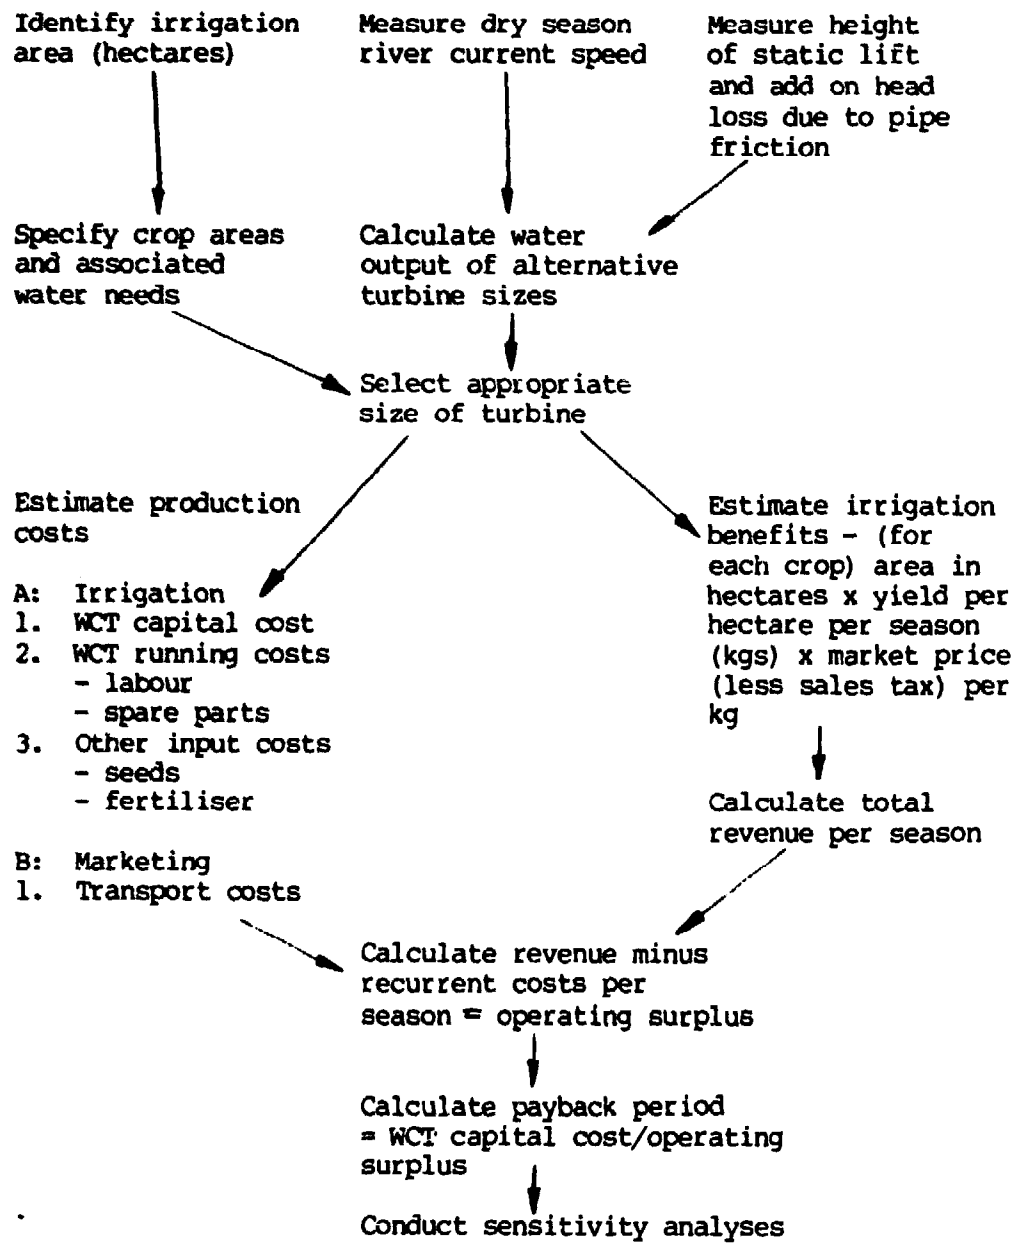 Identify irrigation
area (hectares)
Measure dry season
river current speed
Measure height
of static lift
and add on head
loss due to pipe
friction
Specify crop areas
and associated
water needs
Calculate water
output of alternative
turbine sizes
Select appropriate
size of turbine
Estimate production
costs
A: Irrigation
1. WCT capital cost
2. WCT running costs
- labour
- spare parts
3. Other input costs
- seeds
- fertiliser
B: Marketing
1. Transport costs
Estimate irrigation
benefits - (for
each crop) area in
hectares x yield per
hectare per season
(kgs) x market price
(less sales tax) per
kg
Calculate total
revenue per season
Calculate revenue minus
recurrent costs per
season = operating surplus
Calculate payback period
= WCT capital cost/operating
surplus
Conduct sensitivity analyses